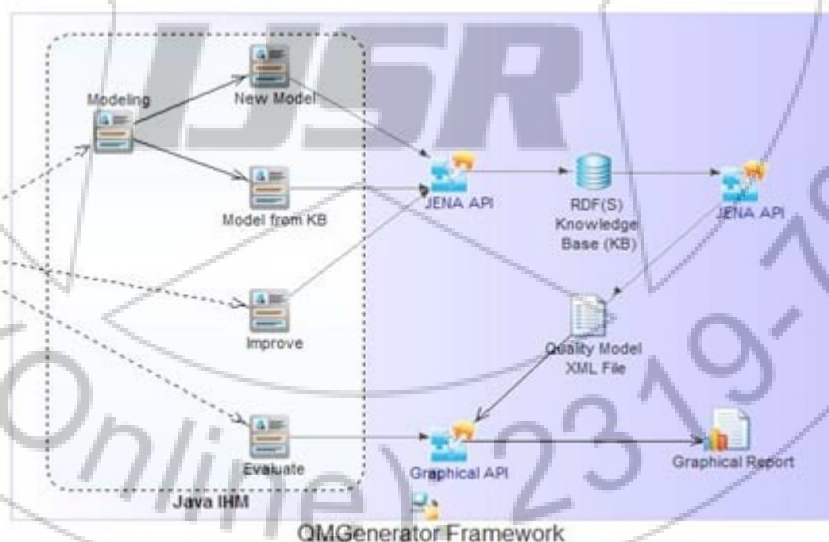 IJSR
Modeling
New Model
Model from KB
JENA API
RDF(S)
Knowledge
Base (KB)
JENA API
Improve
Quality Model
XML File
Evaluate
Graphical API
Graphical Report
Java IHM
QMGenerator Framework
Online): 2319-7